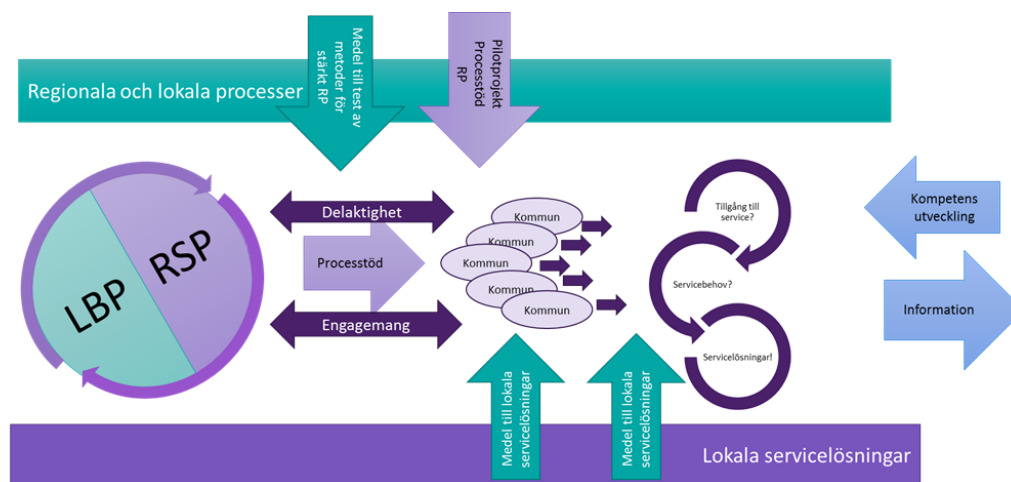 Regionala och lokala processer
Medel till test av
metoder för
stärkt RP
Pilotprojekt
Processtöd
RP
LBP
RSP
Delaktighet
Processtöd
Engagemang
Kommun
Kommun
Kommun
Kommun
Kommun
Tillgång till
service?
Servicebehov?
Servicelösningar!
Kompetens
utveckling
Information
Medel till lokala
servicelösningar
Medel till lokala
servicelösningar
Lokala servicelösningar